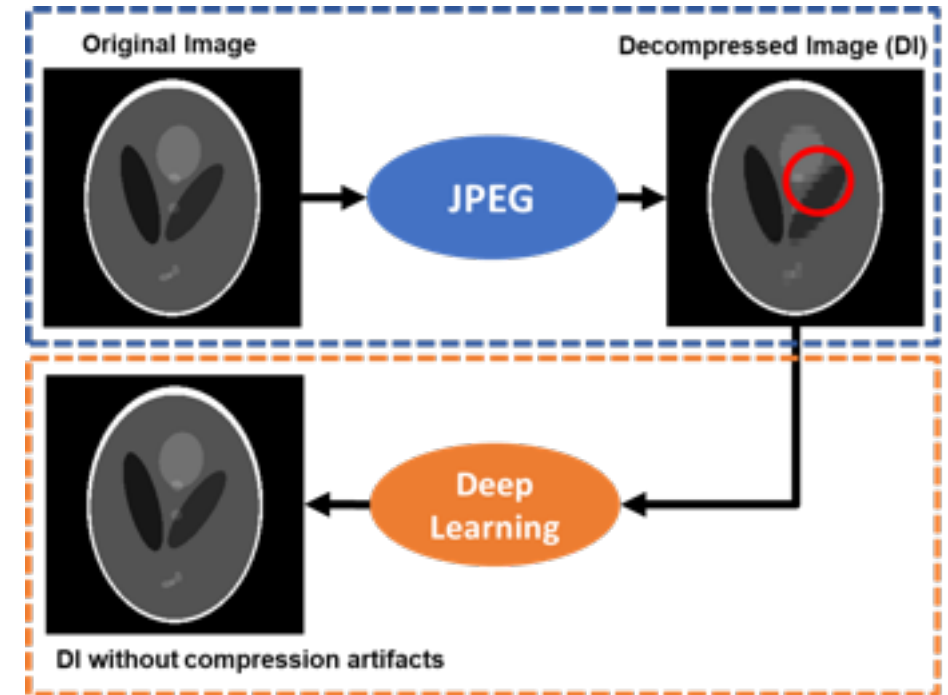 Original Image
Decompressed Image (DI)
JPEG
Deep
Learning
DI without compression artifacts